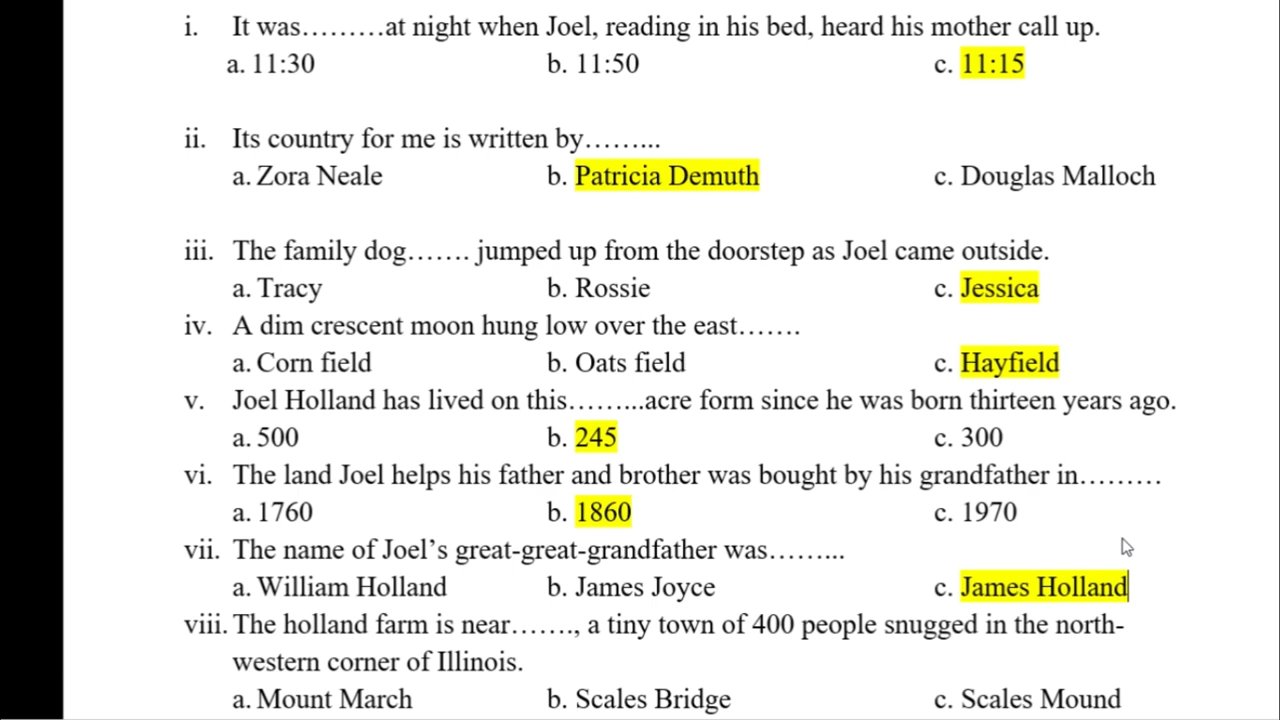 i. It was………at night when Joel, reading in his bed, heard his mother call up.
a. 11:30 b. 11:50 c. 11:15
ii. Its country for me is written by……...
a. Zora Neale b. Patricia Demuth c. Douglas Malloch
iii. The family dog……. jumped up from the doorstep as Joel came outside.
a. Tracy b. Rossie c. Jessica
iv. A dim crescent moon hung low over the east…….
a. Corn field b. Oats field c. Hayfield
v. Joel Holland has lived on this……...acre form since he was born thirteen years ago.
a. 500 b. 245 c. 300
vi. The land Joel helps his father and brother was bought by his grandfather in………
a. 1760 b. 1860 c. 1970
vii. The name of Joel’s great-great-grandfather was……...
a. William Holland b. James Joyce c. James Holland
viii. The holland farm is near……., a tiny town of 400 people snugged in the north-
western corner of Illinois.
a. Mount March b. Scales Bridge c. Scales Mound